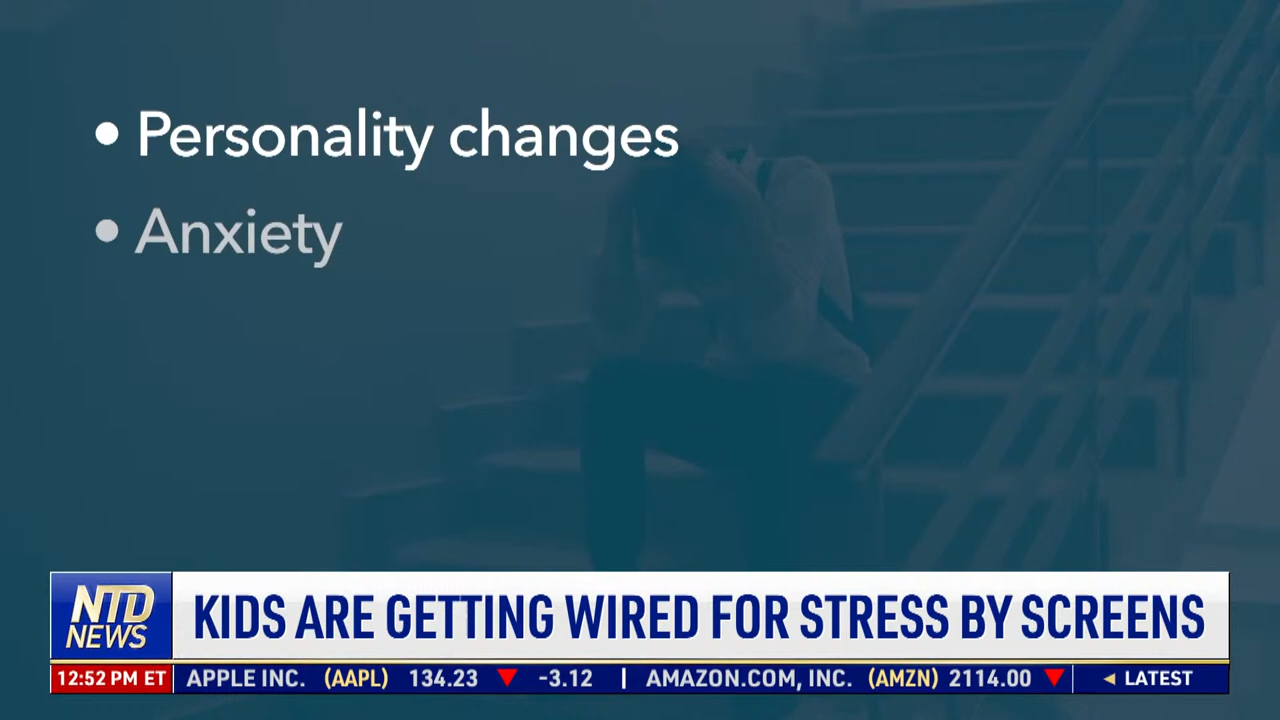 • Personality changes
• Anxiety
NTD
NEWS
KIDS ARE GETTING WIRED FOR STRESS BY SCREENS
12:52 PM ET
APPLE INC. (AAPL) 134.23 ▼ -3.12 | AMAZON.COM, INC. (AMZN) 2114.00 ▼
◄ LATEST